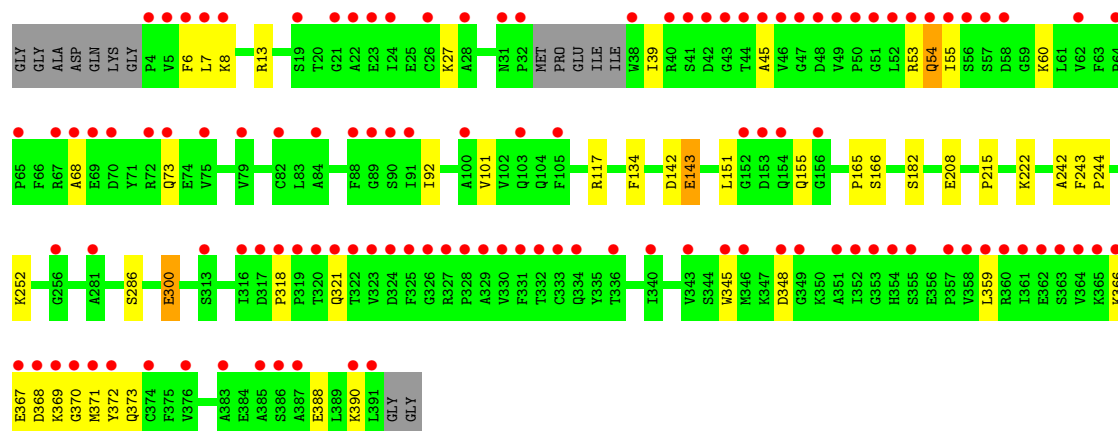 GLY GLY ALA ASP GLN LYS GLY P4 V5 F6 L7 K8 R13 S19 T20 G21 A22 E23 I24 E25 C26 K27 A28 N31 P32 MET PRO GLU ILE ILE W38 I39 R40 S41 D42 G43 T44 A45 V46 G47 D48 V49 P50 G51 L52 R53 Q54 I55 S56 S57 D58 G59 K60 L61 V62 F63
P65 F66 R67 A68 E69 D70 Y71 R72 Q73 E74 V75 V79 C82 L83 A84 F88 G89 S90 I91 I92 A100 V101 V102 Q103 Q104 F105 R117 F134 D142 E143 L151 G152 D153 Q154 Q155 G156 P165 S166 S182 E208 P215 K222 A242 F243 P244
K252 G256 A281 S286 E300 S313 I316 D317 P318 P319 T320 Q321 T322 V323 D324 F325 G326 R327 P328 A329 V330 F331 T332 C333 Q334 Y335 T336 I340 V343 S344 W345 M346 K347 D348 G349 K350 A351 I352 G353 H354 S355 E356 P357 V358 L359 R360 I361 E362 S363 V364 K365 K366
E367 D368 K369 G370 M371 Y372 Q373 C374 F375 V376 A383 E384 A385 S386 A387 E388 L389 K390 L391 GLY GLY